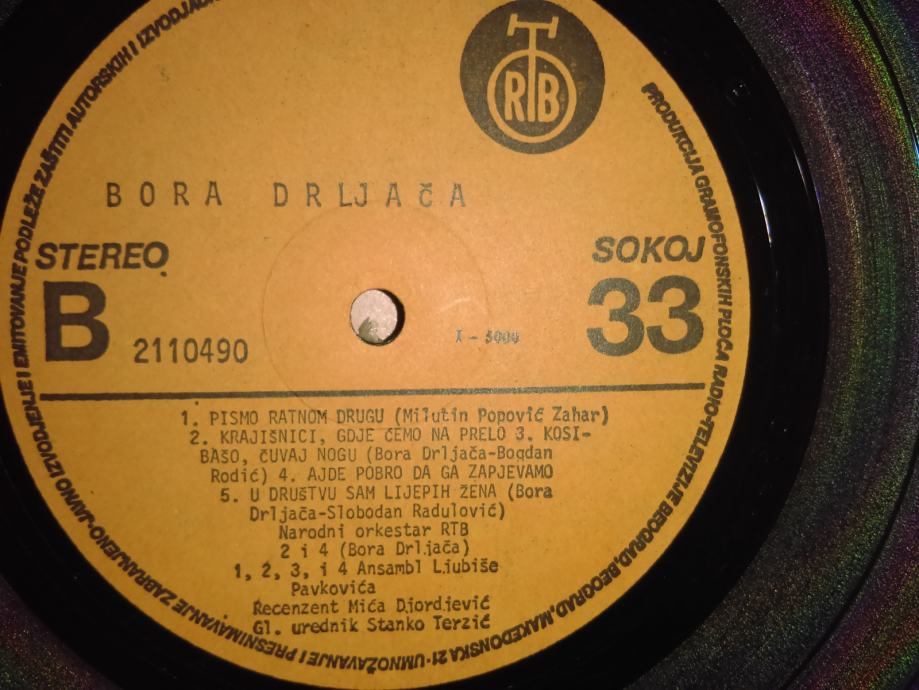 RTB
BORA DRLJAČA
STEREO
SOKOJ
B
2110490
I - 5000
33
1. PISMO RATNOM DRUGU (Milutin Popović Zahar)
2. KRAJIŠNICI, GDJE ĆEMO NA PRELO 3. KOSI-
BAŠO, ČUVAJ NOGU (Bora Drljača-Bogdan
Rodić) 4. AJDE POBRO DA GA ZAPJEVAMO
5. U DRUŠTVU SAM LIJEPIH ŽENA (Bora
Drljača-Slobodan Radulović)
Narodni orkestar RTB
2 i 4 (Bora Drljača)
1, 2, 3, i 4 Ansambl Ljubiše
Pavkovića
Recenzent Mića Djordjević
Gl. urednik Stanko Terzić
PRODUKCIJA GRAMOFONSKIH PLOČA RADIO-TELEVIZIJE BEOGRAD, BEOGRAD, MAKEDONSKA 21 · UMNOŽAVANJE I PRESNIMAVANJE ZABRANJENO-JAVNO IZVODJENJE I EMITOVANJE PODLEŽE ZAŠTITI AUTORSKIH I IZVODJAČKIH